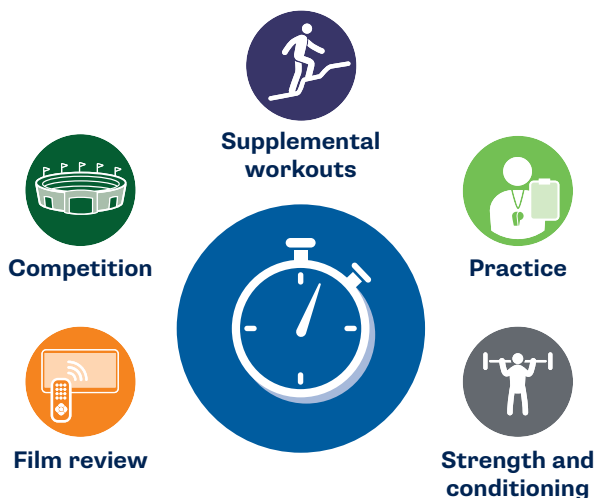 Supplemental
workouts
Competition
Practice
Film review
Strength and
conditioning